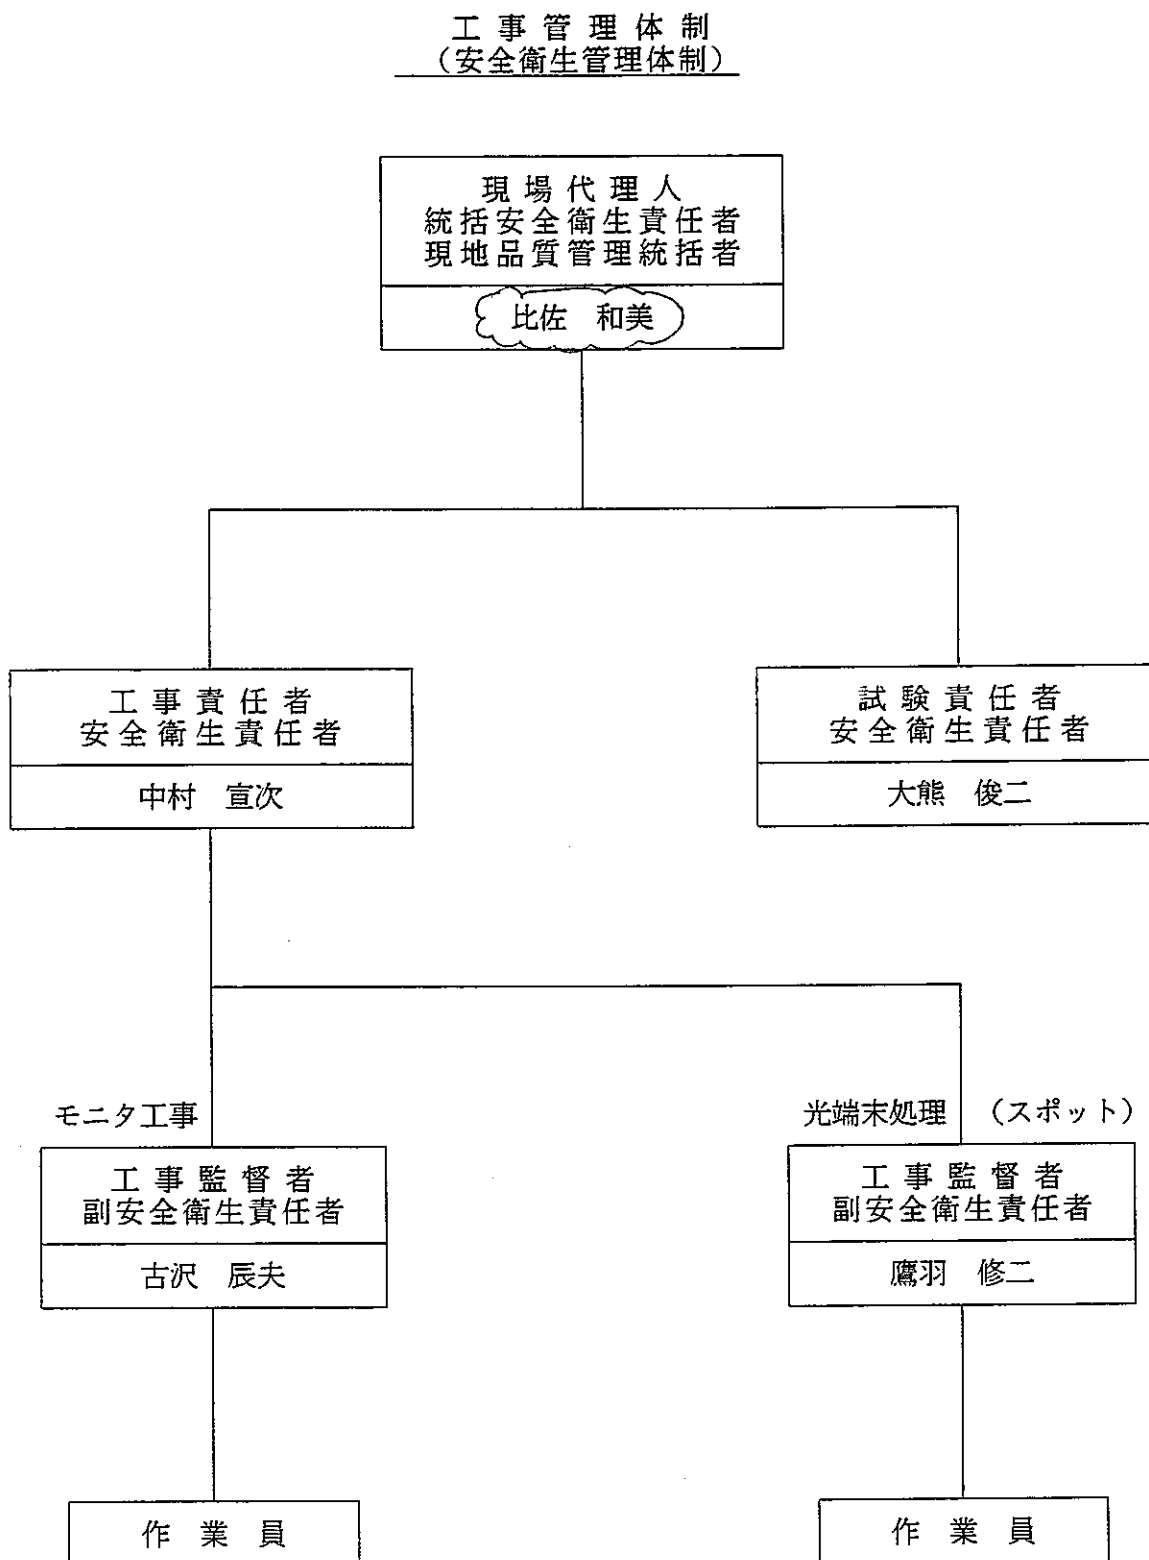 工事管理体制
（安全衛生管理体制）
現場代理人
統括安全衛生責任者
現地品質管理統括者
比佐　和美
工事責任者
安全衛生責任者
中村　宣次
試験責任者
安全衛生責任者
大熊　俊二
モニタ工事
工事監督者
副安全衛生責任者
古沢　辰夫
光端末処理　（スポット）
工事監督者
副安全衛生責任者
鷹羽　修二
作業員
作業員